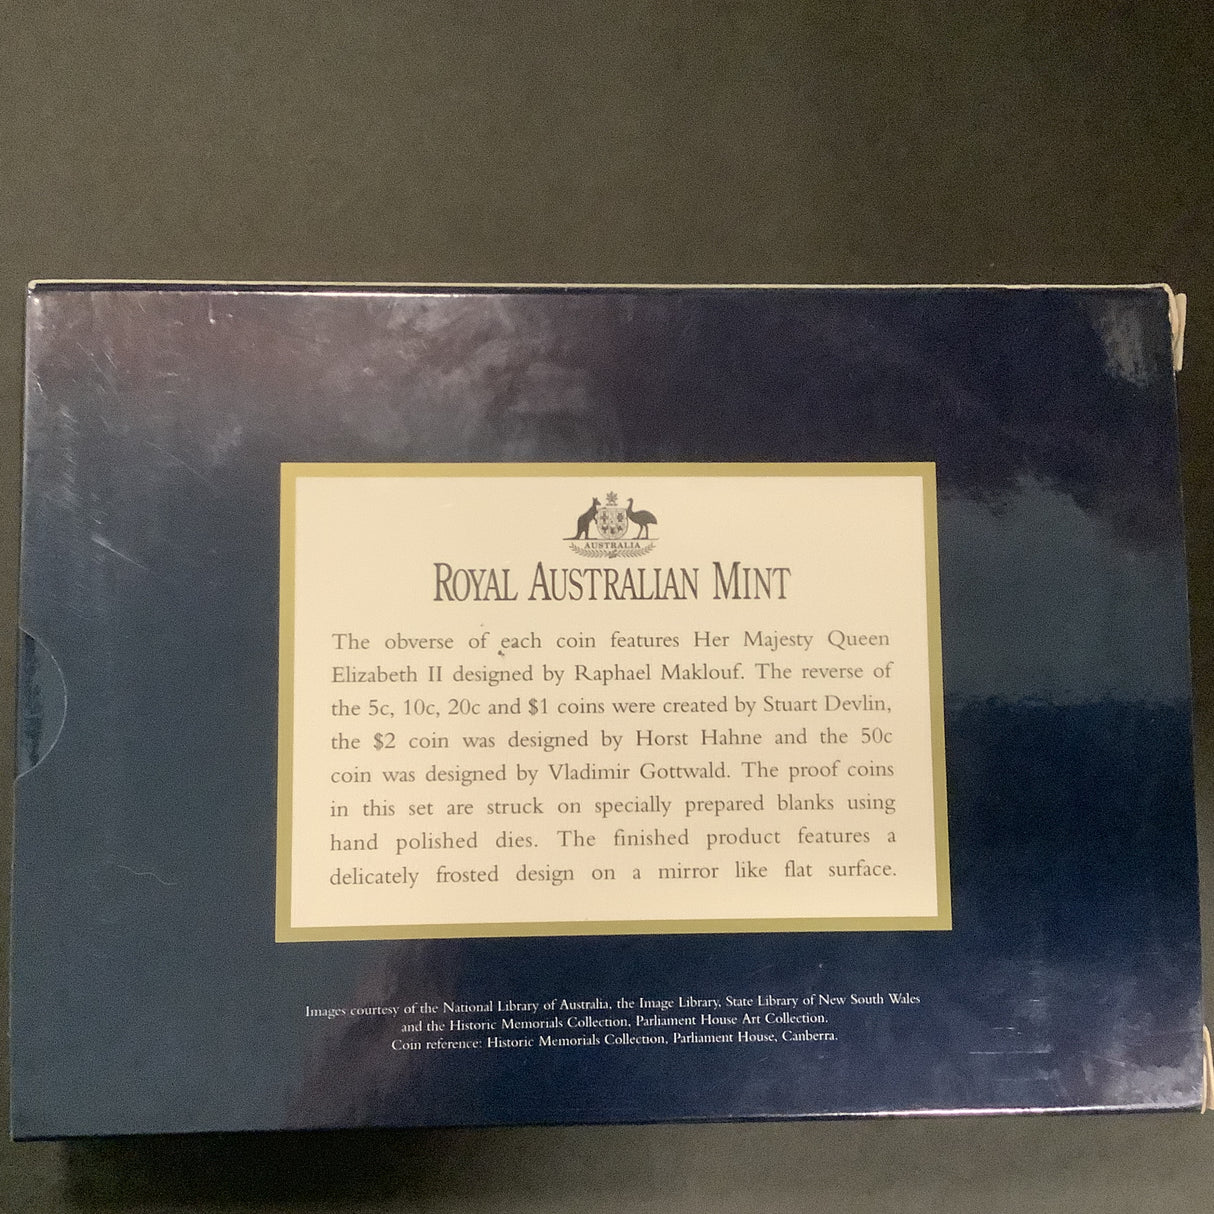 AUSTRALIA
ROYAL AUSTRALIAN MINT
The obverse of each coin features Her Majesty Queen
Elizabeth II designed by Raphael Maklouf. The reverse of
the 5c, 10c, 20c and $1 coins were created by Stuart Devlin,
the $2 coin was designed by Horst Hahne and the 50c
coin was designed by Vladimir Gottwald. The proof coins
in this set are struck on specially prepared blanks using
hand polished dies. The finished product features a
delicately frosted design on a mirror like flat surface.
Images courtesy of the National Library of Australia, the Image Library, State Library of New South Wales
and the Historic Memorials Collection, Parliament House Art Collection.
Coin reference: Historic Memorials Collection, Parliament House, Canberra.